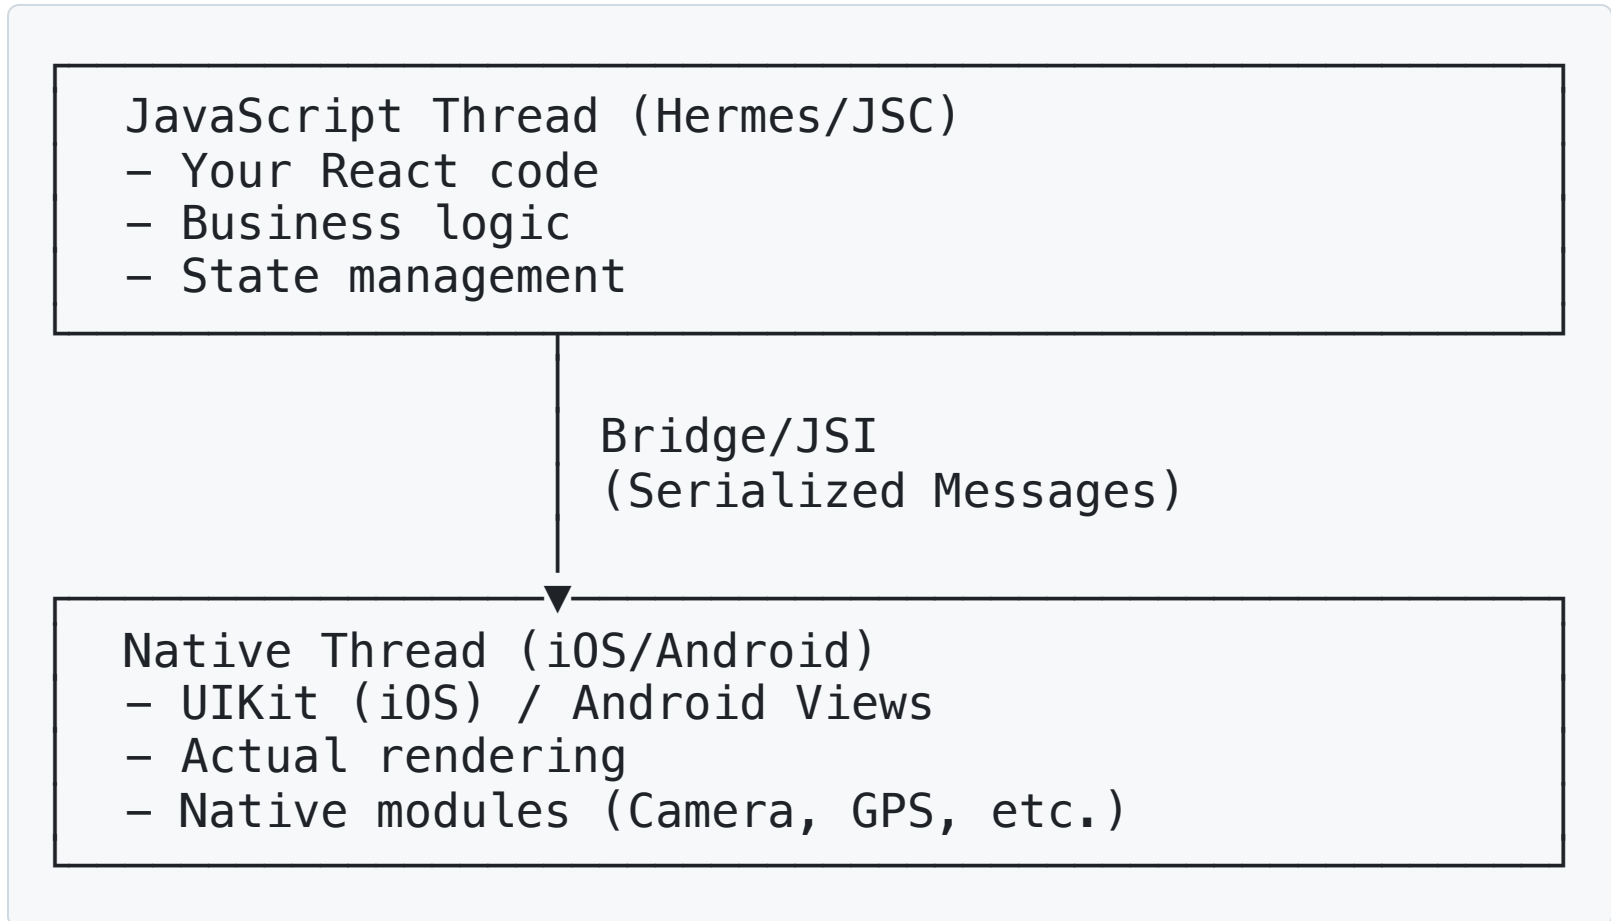 JavaScript Thread (Hermes/JSC)
- Your React code
- Business logic
- State management
Bridge/JSI
(Serialized Messages)
Native Thread (iOS/Android)
- UIKit (iOS) / Android Views
- Actual rendering
- Native modules (Camera, GPS, etc.)